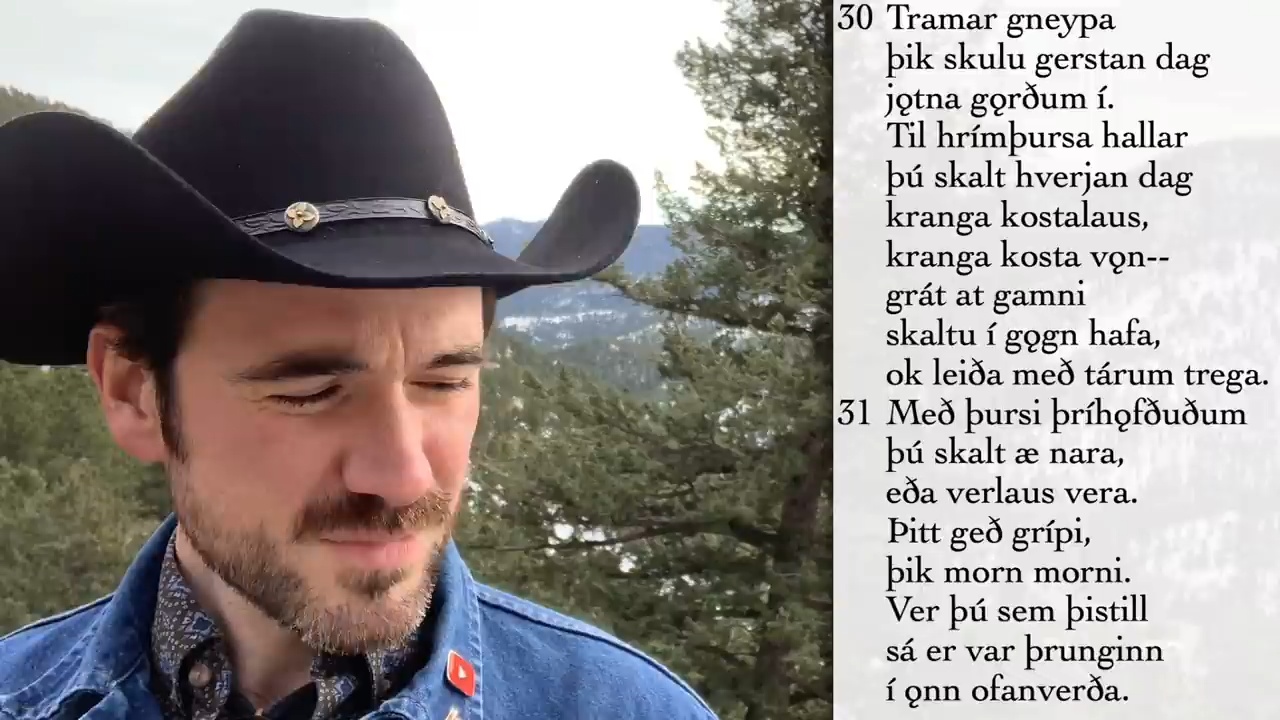 30 Tramar gneypa
þik skulu gerstan dag
jǫtna gǫrðum í.
Til hrímþursa hallar
þú skalt hverjan dag
kranga kostalaus,
kranga kosta vǫn--
grát at gamni
skaltu í gǫgn hafa,
ok leiða með tárum trega.
31 Með þursi þríhǫfðuðum
þú skalt æ nara,
eða verlaus vera.
Þitt geð grípi,
þik morn morni.
Ver þú sem þistill
sá er var þrunginn
í ǫnn ofanverða.